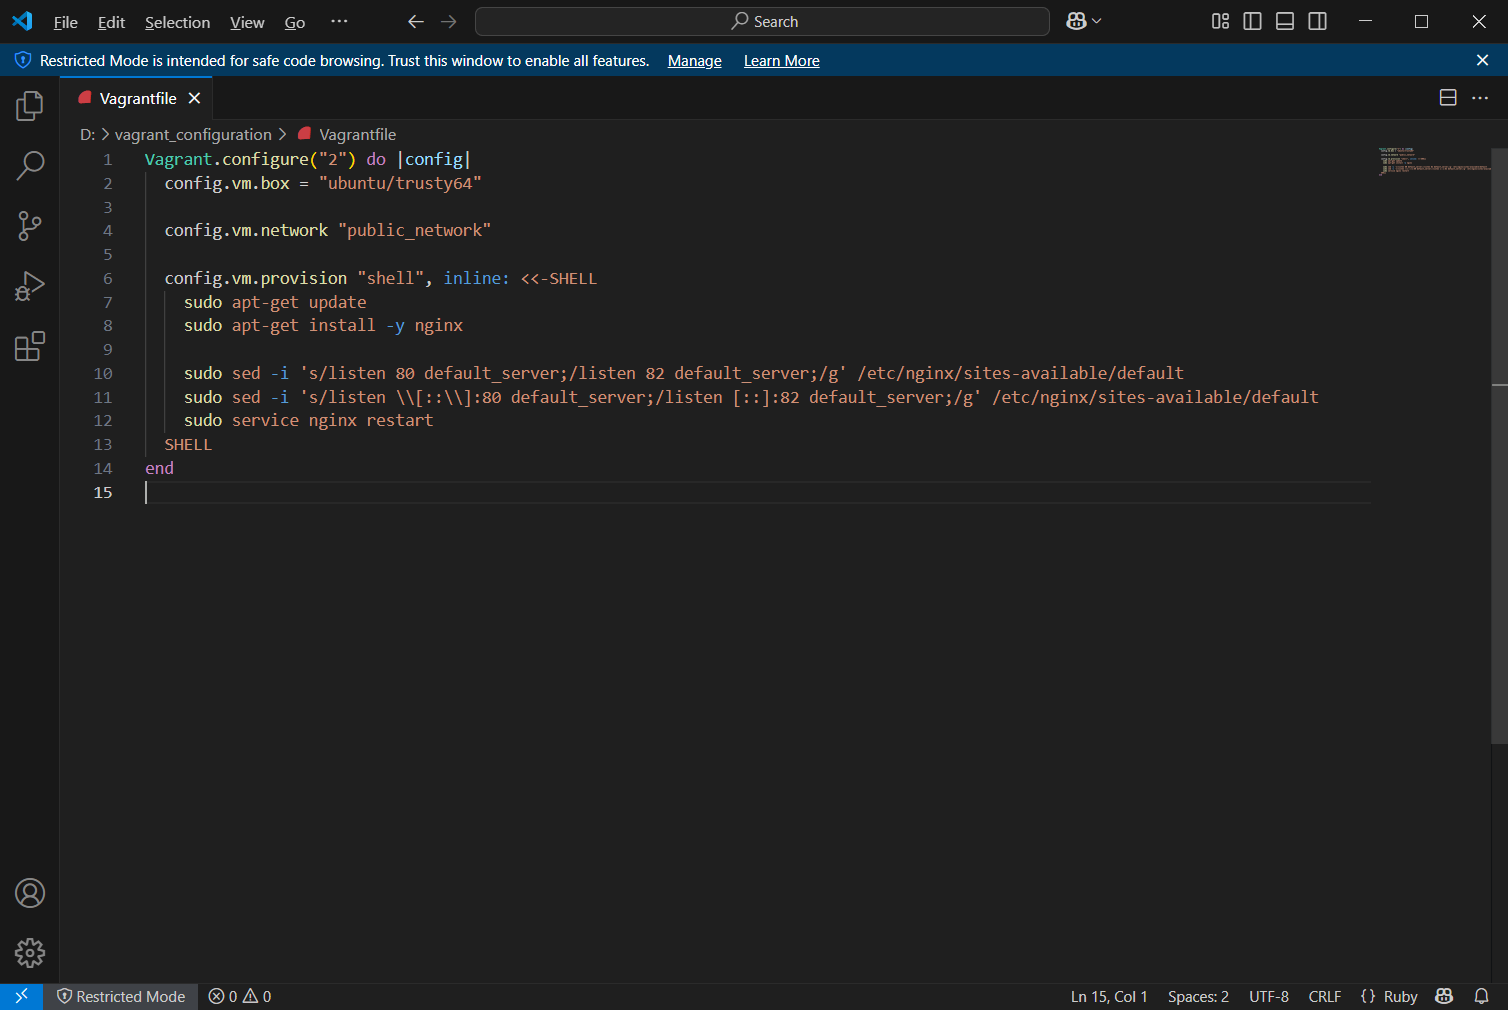 File Edit Selection View Go ··· Search
Restricted Mode is intended for safe code browsing. Trust this window to enable all features. Manage Learn More
Vagrantfile
D: > vagrant_configuration > Vagrantfile
1 Vagrant.configure("2") do |config|
2   config.vm.box = "ubuntu/trusty64"
3
4   config.vm.network "public_network"
5
6   config.vm.provision "shell", inline: <<-SHELL
7     sudo apt-get update
8     sudo apt-get install -y nginx
9
10     sudo sed -i 's/listen 80 default_server;/listen 82 default_server;/g' /etc/nginx/sites-available/default
11     sudo sed -i 's/listen \\[::\\]:80 default_server;/listen [::]:82 default_server;/g' /etc/nginx/sites-available/default
12     sudo service nginx restart
13   SHELL
14 end
15
Restricted Mode 0 0 Ln 15, Col 1 Spaces: 2 UTF-8 CRLF {} Ruby